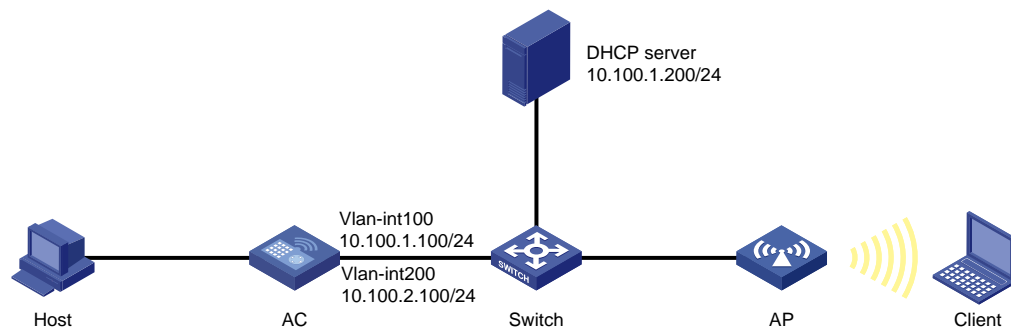 DHCP server
10.100.1.200/24
Vlan-int100
10.100.1.100/24
Vlan-int200
10.100.2.100/24
SWITCH
Host
AC
Switch
AP
Client